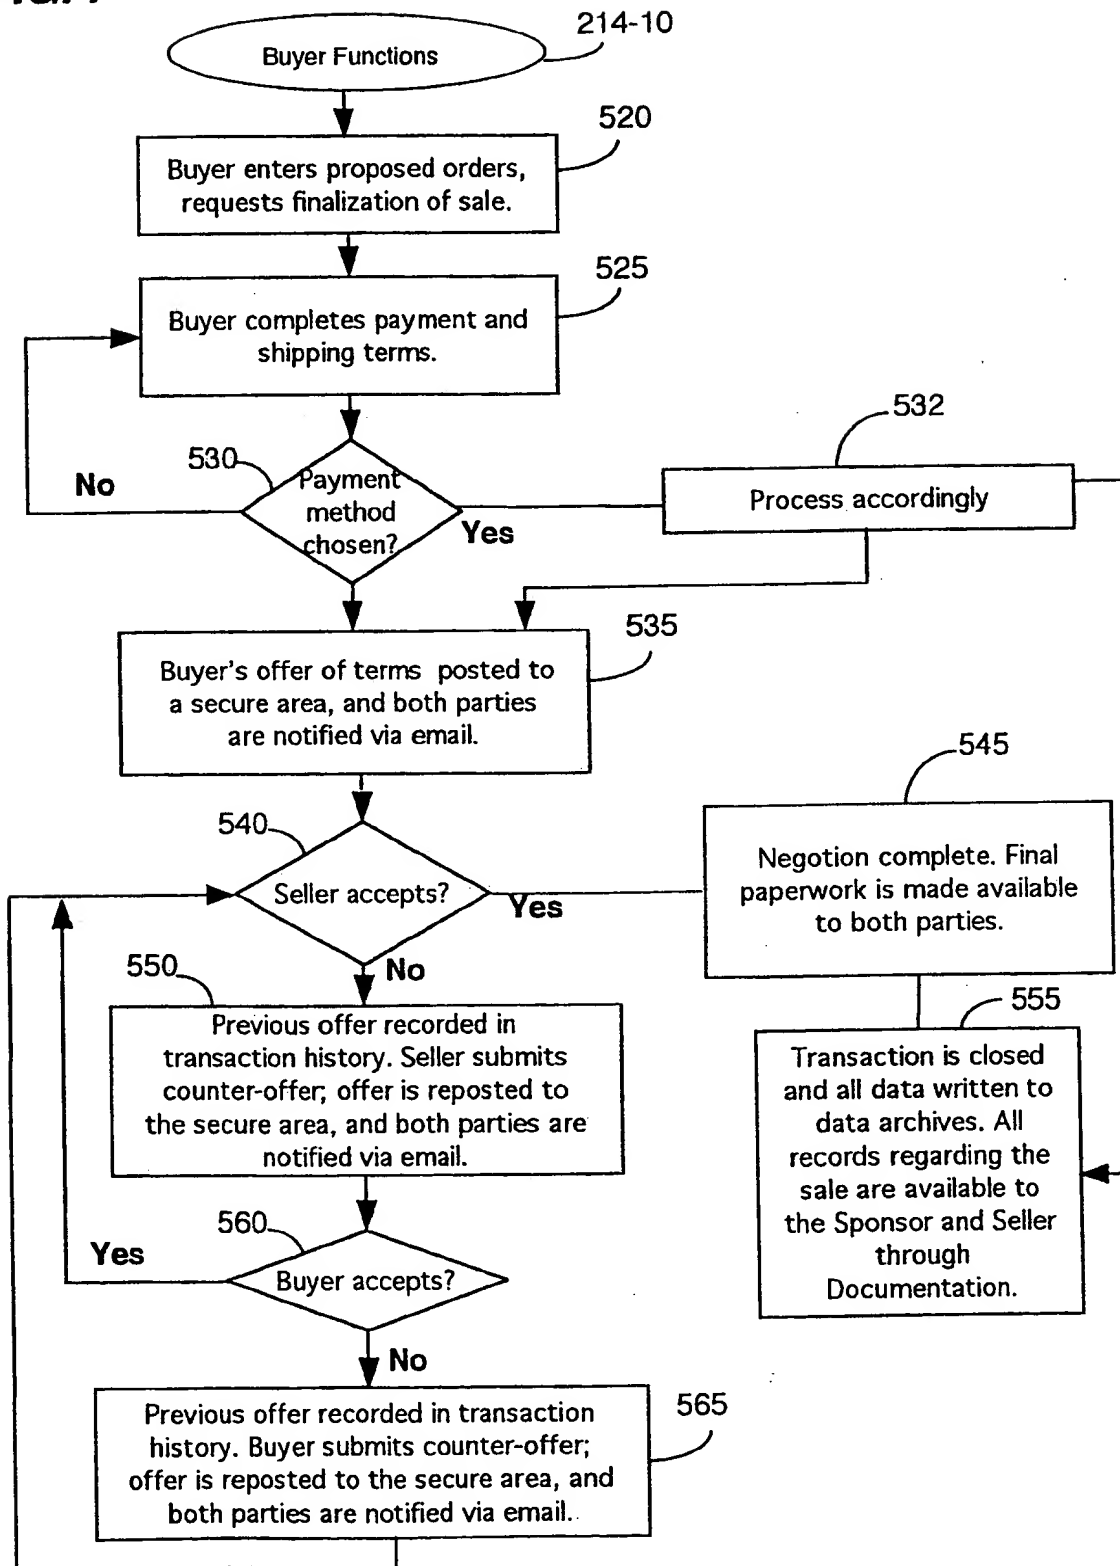 214-10
Buyer Functions
520
Buyer enters proposed orders,
requests finalization of sale.
525
Buyer completes payment and
shipping terms.
530
Payment
method
chosen?
No
Yes
532
Process accordingly
535
Buyer's offer of terms posted to
a secure area, and both parties
are notified via email.
540
Seller accepts?
Yes
No
545
Negotion complete. Final
paperwork is made available
to both parties.
550
Previous offer recorded in
transaction history. Seller submits
counter-offer; offer is reposted to
the secure area, and both parties are
notified via email.
555
Transaction is closed
and all data written to
data archives. All
records regarding the
sale are available to
the Sponsor and Seller
through
Documentation.
560
Buyer accepts?
Yes
No
565
Previous offer recorded in transaction
history. Buyer submits counter-offer;
offer is reposted to the secure area, and
both parties are notified via email.